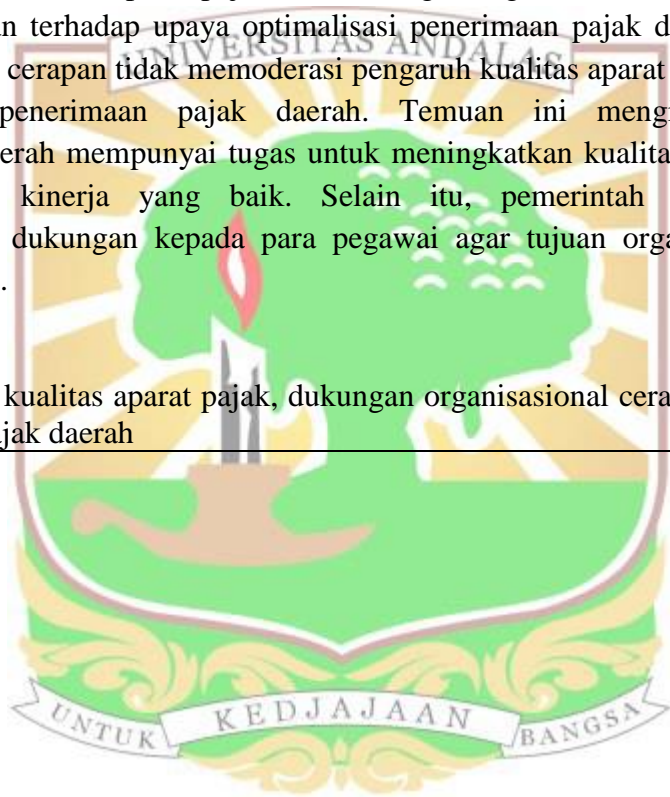 n terhadap upaya optimalisasi penerimaan pajak d
UNIVERSITAS ANDALAS
cerapan tidak memoderasi pengaruh kualitas aparat
penerimaan pajak daerah. Temuan ini mengi
erah mempunyai tugas untuk meningkatkan kualita
kinerja yang baik. Selain itu, pemerintah
dukungan kepada para pegawai agar tujuan orga
.
kualitas aparat pajak, dukungan organisasional cera
jak daerah
UNTUK KEDJAJAAN BANGSA